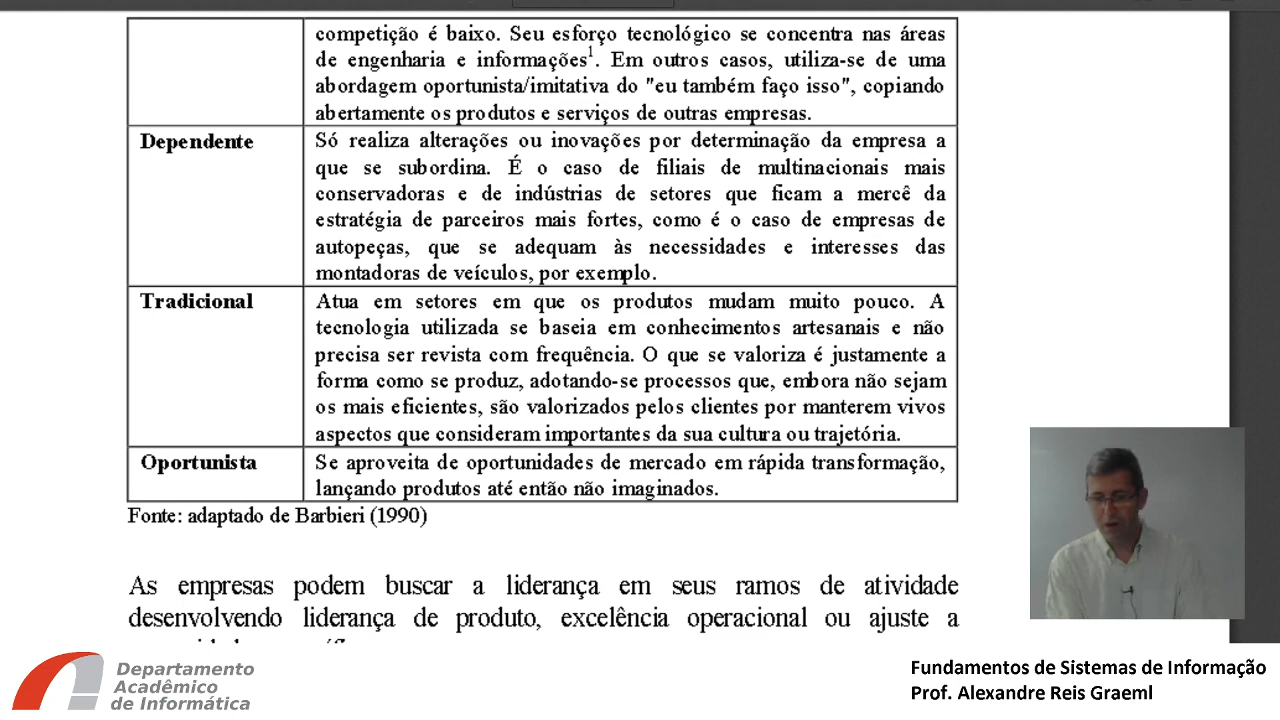 competição é baixo. Seu esforço tecnológico se concentra nas áreas
de engenharia e informações1. Em outros casos, utiliza-se de uma
abordagem oportunista/imitativa do "eu também faço isso", copiando
abertamente os produtos e serviços de outras empresas.
Dependente
Só realiza alterações ou inovações por determinação da empresa a
que se subordina. É o caso de filiais de multinacionais mais
conservadoras e de indústrias de setores que ficam a mercê da
estratégia de parceiros mais fortes, como é o caso de empresas de
autopeças, que se adequam às necessidades e interesses das
montadoras de veículos, por exemplo.
Tradicional
Atua em setores em que os produtos mudam muito pouco. A
tecnologia utilizada se baseia em conhecimentos artesanais e não
precisa ser revista com frequência. O que se valoriza é justamente a
forma como se produz, adotando-se processos que, embora não sejam
os mais eficientes, são valorizados pelos clientes por manterem vivos
aspectos que consideram importantes da sua cultura ou trajetória.
Oportunista
Se aproveita de oportunidades de mercado em rápida transformação,
lançando produtos até então não imaginados.
Fonte: adaptado de Barbieri (1990)
As empresas podem buscar a liderança em seus ramos de atividade
desenvolvendo liderança de produto, excelência operacional ou ajuste a
Departamento
Acadêmico
de Informática
Fundamentos de Sistemas de Informação
Prof. Alexandre Reis Graeml